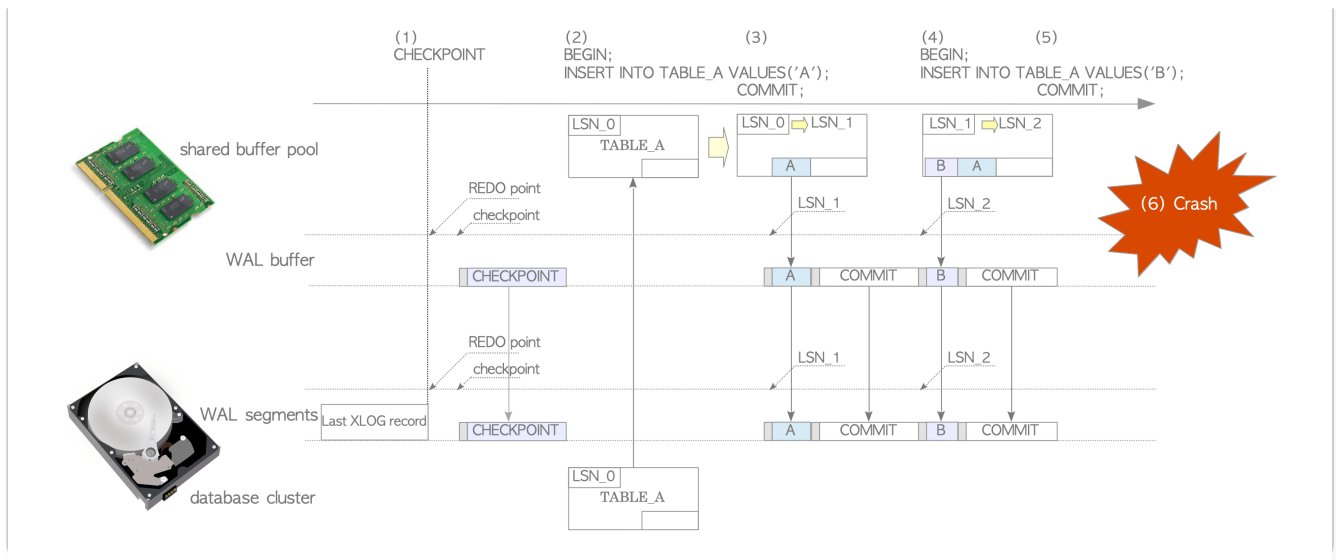 (1)
CHECKPOINT
(2)
BEGIN;
INSERT INTO TABLE_A VALUES('A');
(3)
COMMIT;
(4)
BEGIN;
INSERT INTO TABLE_A VALUES('B');
(5)
COMMIT;
shared buffer pool
LSN_0
TABLE_A
LSN_0 LSN_1
A
LSN_1 LSN_2
B A
(6) Crash
REDO point
checkpoint
LSN_1
LSN_2
WAL buffer
CHECKPOINT
A COMMIT B COMMIT
REDO point
checkpoint
LSN_1
LSN_2
WAL segments
Last XLOG record
CHECKPOINT
A COMMIT B COMMIT
database cluster
LSN_0
TABLE_A